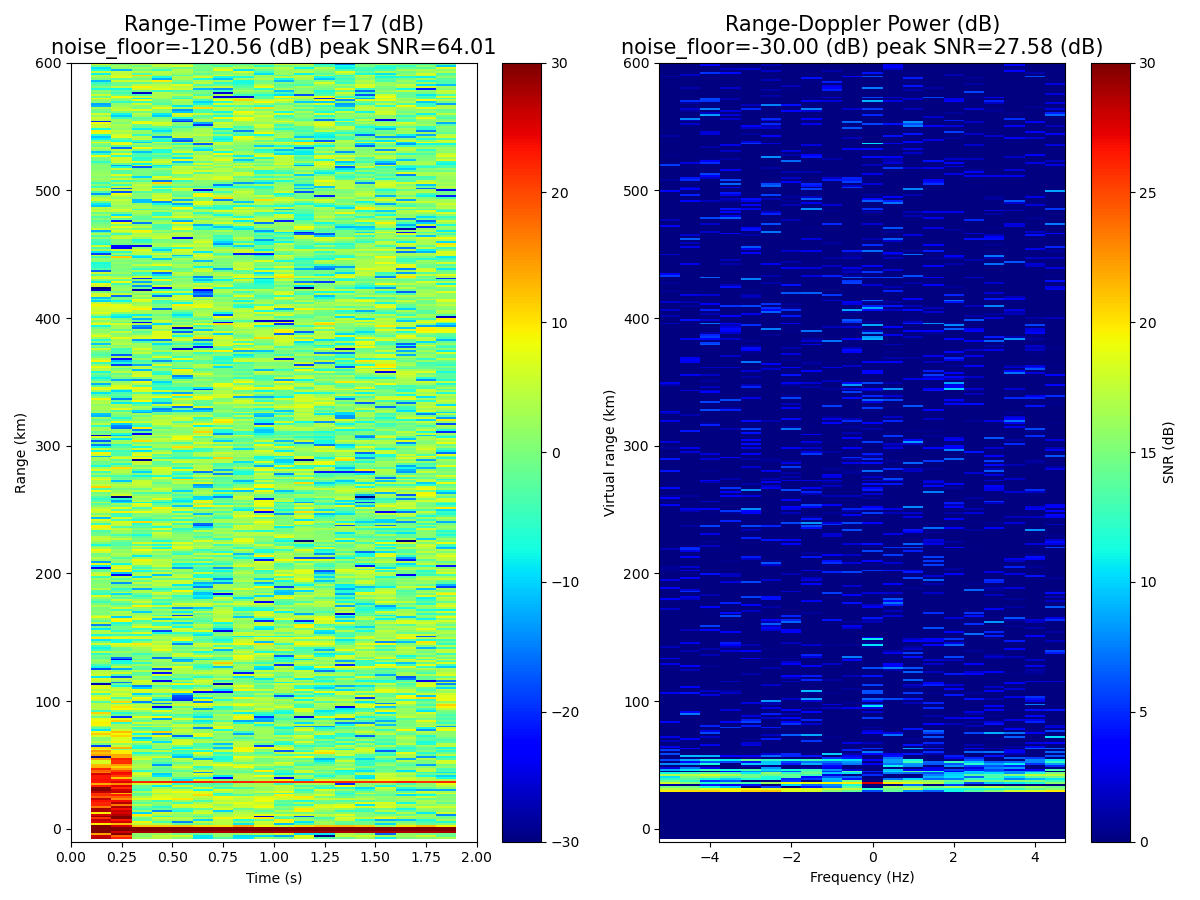 Range-Time Power f=17 (dB)
noise_floor=-120.56 (dB) peak SNR=64.01
Range (km)
600
500
400
300
200
100
0
0.00 0.25 0.50 0.75 1.00 1.25 1.50 1.75 2.00
Time (s)
30
20
10
0
−10
−20
−30
Range-Doppler Power (dB)
noise_floor=-30.00 (dB) peak SNR=27.58 (dB)
Virtual range (km)
600
500
400
300
200
100
0
−4 −2 0 2 4
Frequency (Hz)
30
25
20
15
10
5
0
SNR (dB)